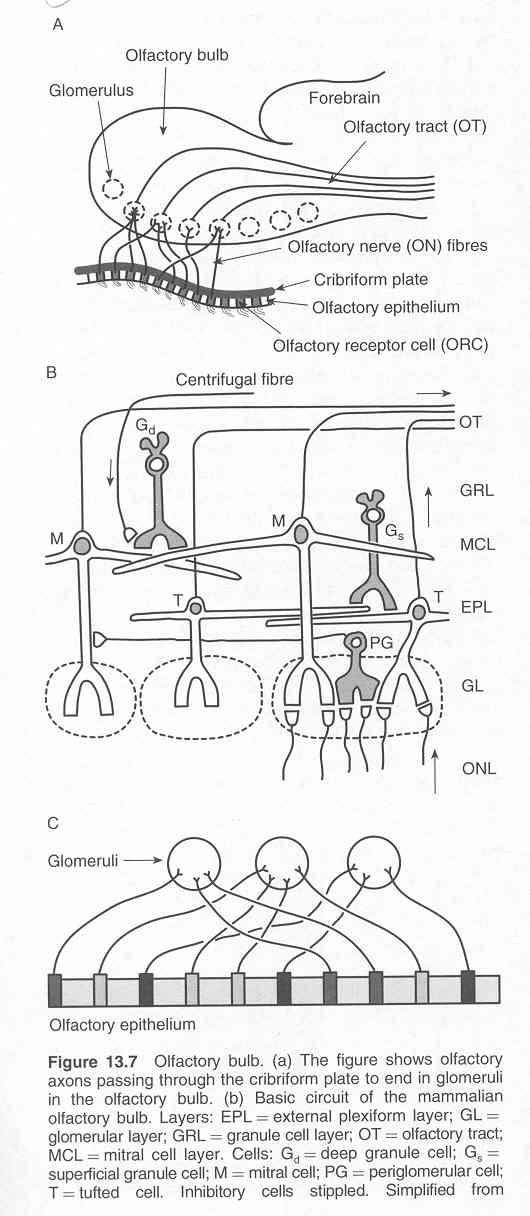 A
Olfactory bulb
Glomerulus
Forebrain
Olfactory tract (OT)
Olfactory nerve (ON) fibres
Cribriform plate
Olfactory epithelium
Olfactory receptor cell (ORC)
B
Centrifugal fibre
OT
Gd
GRL
M
M
Gs
MCL
T
T
EPL
PG
GL
ONL
C
Glomeruli
Olfactory epithelium
Figure 13.7 Olfactory bulb. (a) The figure shows olfactory
axons passing through the cribriform plate to end in glomeruli
in the olfactory bulb. (b) Basic circuit of the mammalian
olfactory bulb. Layers: EPL = external plexiform layer; GL =
glomerular layer; GRL = granule cell layer; OT = olfactory tract;
MCL = mitral cell layer. Cells: Gd = deep granule cell; Gs =
superficial granule cell; M = mitral cell; PG = periglomerular cell;
T = tufted cell. Inhibitory cells stippled. Simplified from